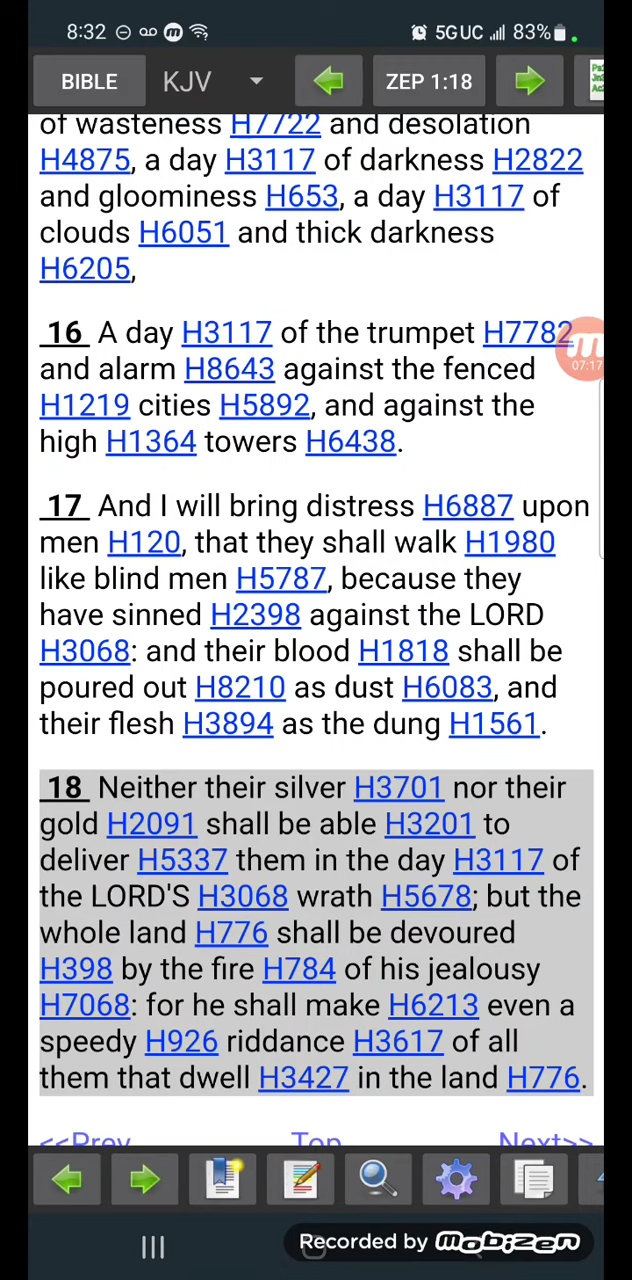 8:32 5GUC 83%
BIBLE KJV ZEP 1:18
of wasteness H7722 and desolation
H4875, a day H3117 of darkness H2822
and gloominess H653, a day H3117 of
clouds H6051 and thick darkness
H6205,
16 A day H3117 of the trumpet H7782
and alarm H8643 against the fenced
H1219 cities H5892, and against the
high H1364 towers H6438.
07:17
17 And I will bring distress H6887 upon
men H120, that they shall walk H1980
like blind men H5787, because they
have sinned H2398 against the LORD
H3068: and their blood H1818 shall be
poured out H8210 as dust H6083, and
their flesh H3894 as the dung H1561.
18 Neither their silver H3701 nor their
gold H2091 shall be able H3201 to
deliver H5337 them in the day H3117 of
the LORD'S H3068 wrath H5678; but the
whole land H776 shall be devoured
H398 by the fire H784 of his jealousy
H7068: for he shall make H6213 even a
speedy H926 riddance H3617 of all
them that dwell H3427 in the land H776.
<<Prev Top Next>>
Recorded by mobizen